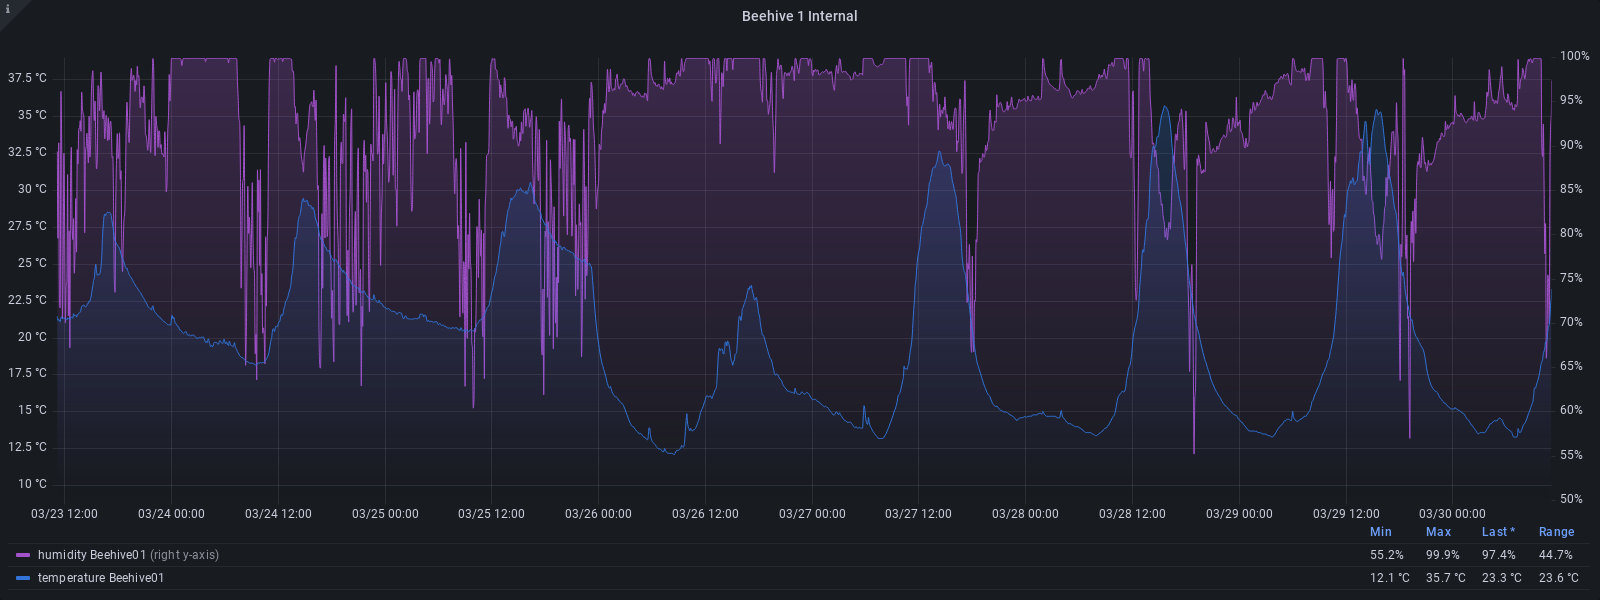 i
Beehive 1 Internal
37.5 °C
35 °C
32.5 °C
30 °C
27.5 °C
25 °C
22.5 °C
20 °C
17.5 °C
15 °C
12.5 °C
10 °C
100%
95%
90%
85%
80%
75%
70%
65%
60%
55%
50%
03/23 12:00 03/24 00:00 03/24 12:00 03/25 00:00 03/25 12:00 03/26 00:00 03/26 12:00 03/27 00:00 03/27 12:00 03/28 00:00 03/28 12:00 03/29 00:00 03/29 12:00 03/30 00:00
Min Max Last * Range
humidity Beehive01 (right y-axis) 55.2% 99.9% 97.4% 44.7%
temperature Beehive01 12.1 °C 35.7 °C 23.3 °C 23.6 °C